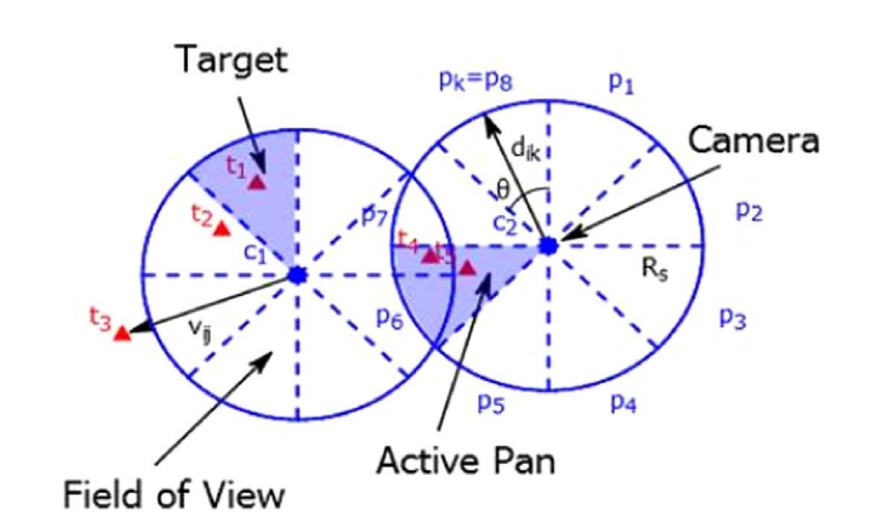 Target
pk=p8
p1
Camera
dik
t1
θ
t2
p7
c2
p2
c1
t4
t5
Rs
t3
vij
p6
p3
p5
p4
Active Pan
Field of View